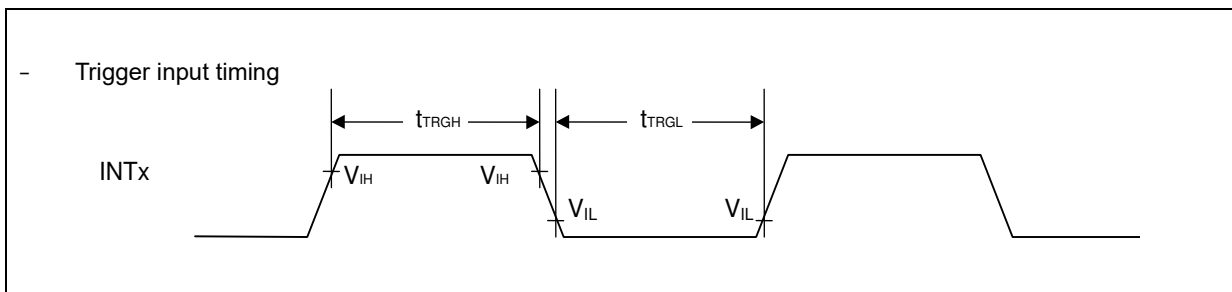 - Trigger input timing
tTRGH tTRGL
INTx VIH VIH
VIL VIL